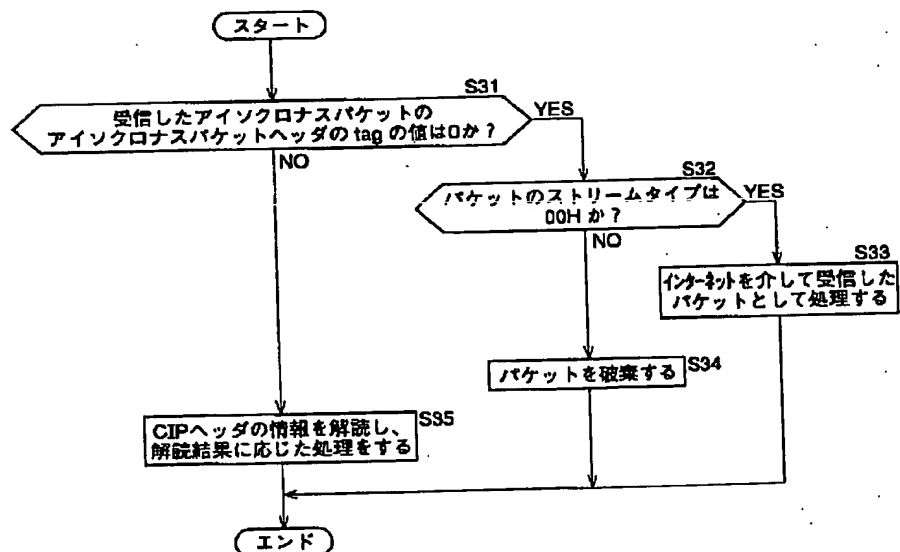 スタート
S31
受信したアイソクロナスパケットの
アイソクロナスパケットヘッダの tag の値は0か？
YES
NO
S32
パケットのストリームタイプは
00H か？
YES
NO
S33
インターネットを介して受信した
パケットとして処理する
パケットを破棄する
S34
CIPヘッダの情報を解読し、
解読結果に応じた処理をする
S35
エンド